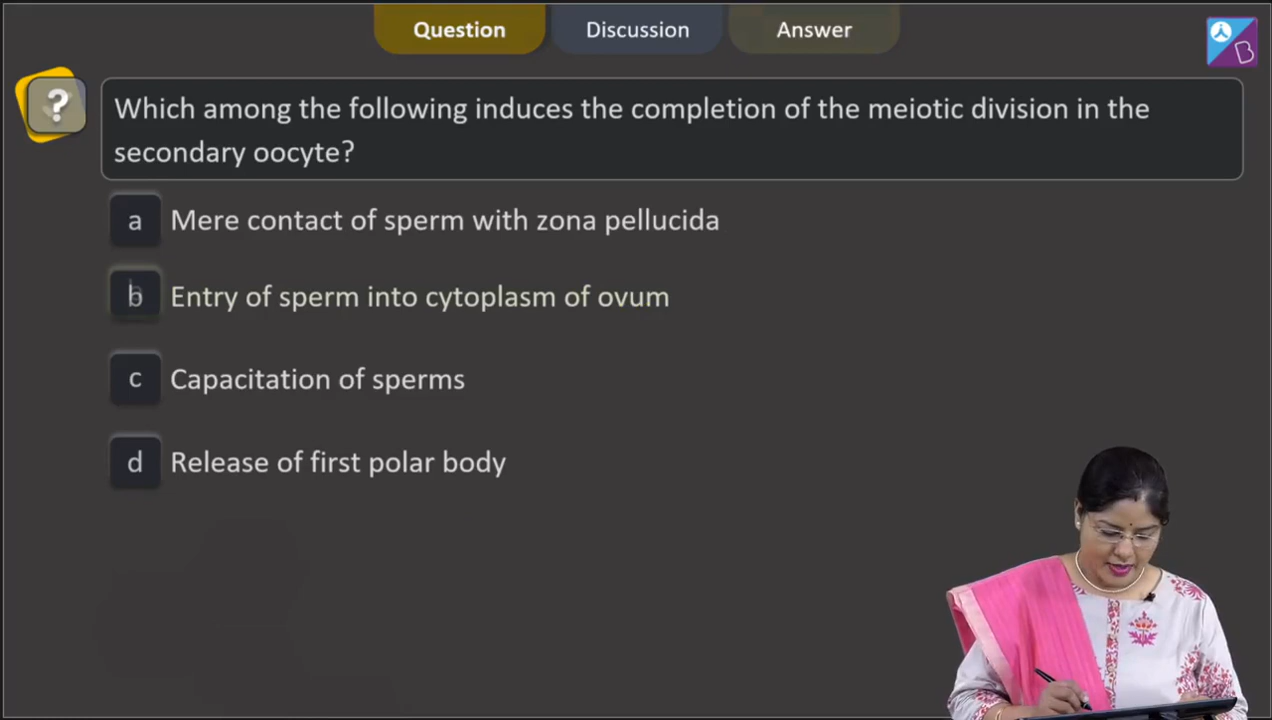 Question
Discussion
Answer
B
?
Which among the following induces the completion of the meiotic division in the
secondary oocyte?
a Mere contact of sperm with zona pellucida
b Entry of sperm into cytoplasm of ovum
c Capacitation of sperms
d Release of first polar body